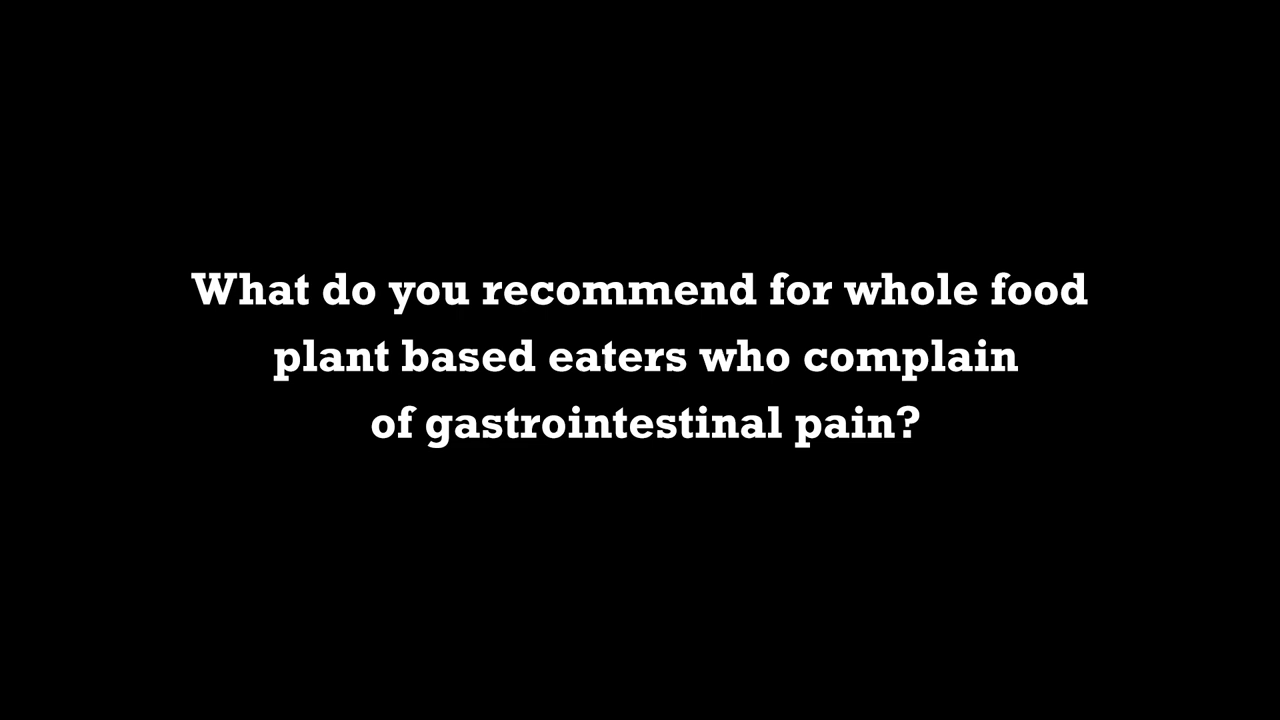 What do you recommend for whole food
plant based eaters who complain
of gastrointestinal pain?